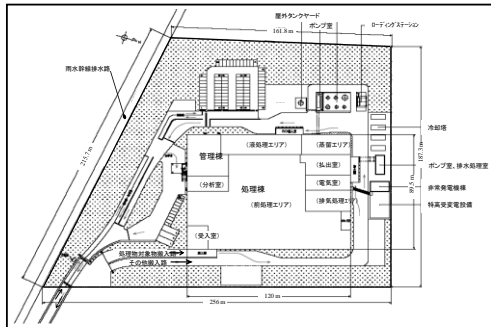 屋外タンクヤード
ポンプ室
ローディングステーション
161.8 m
雨水幹線排水路
215.7 m
管理棟
(液処理エリア)
(蒸留エリア)
(分析室)
(払出室)
処理棟
(電気室)
(前処理エリア)
(排気処理エリア)
(受入室)
冷却塔
ポンプ室、排水処理室
非常発電機棟
特高受変電設備
89.5 m
187.3 m
処理物対象物搬入路
その他搬入路
120 m
256 m